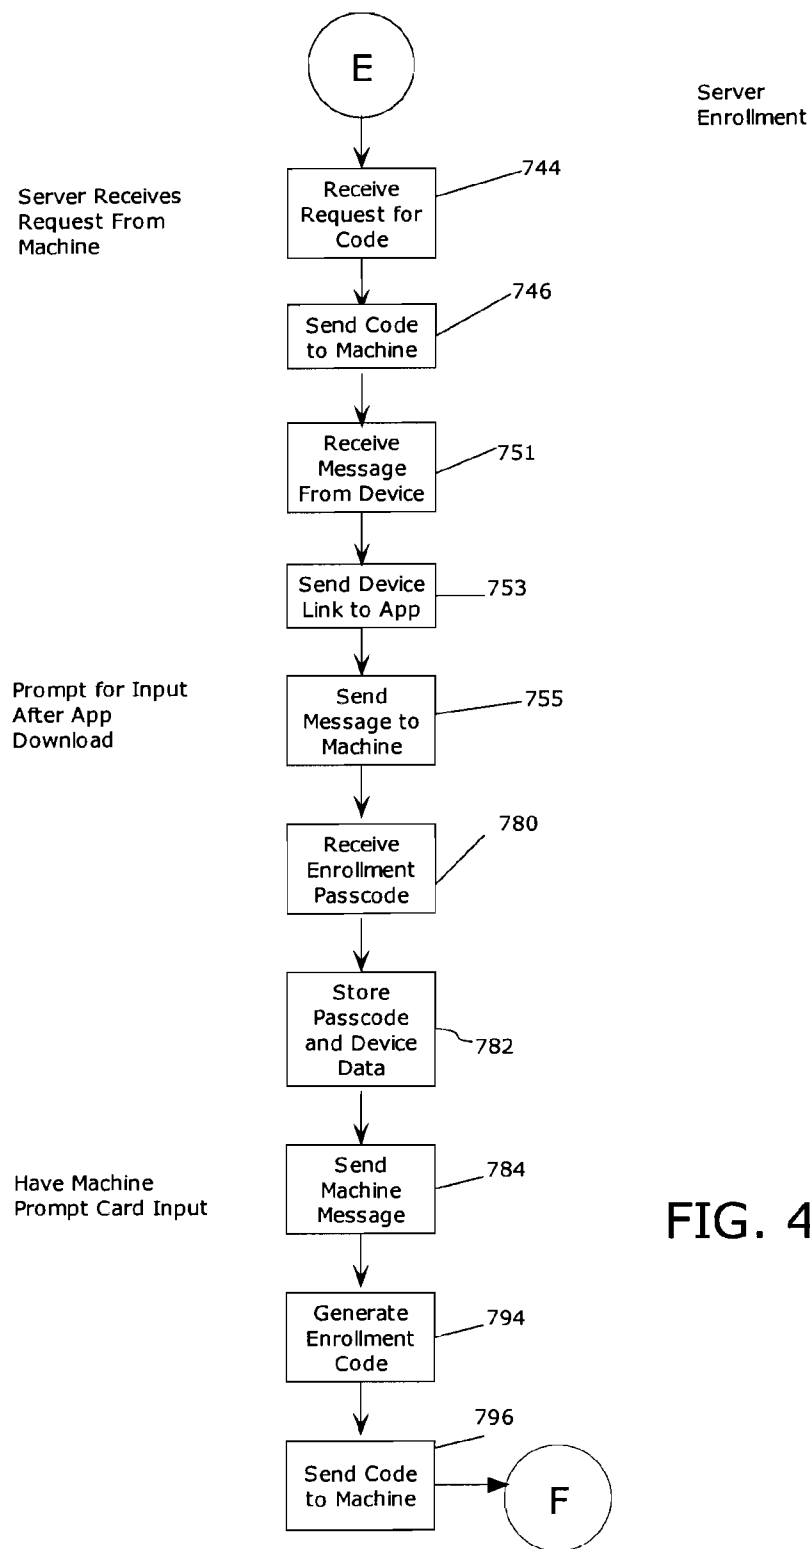 E
Server
Enrollment
744
Server Receives
Request From
Machine
Receive
Request for
Code
746
Send Code
to Machine
Receive
Message
From Device
751
Send Device
Link to App
753
Prompt for Input
After App
Download
Send
Message to
Machine
755
780
Receive
Enrollment
Passcode
Store
Passcode
and Device
Data
782
Have Machine
Prompt Card Input
Send
Machine
Message
784
FIG. 4
Generate
Enrollment
Code
794
796
Send Code
to Machine
F